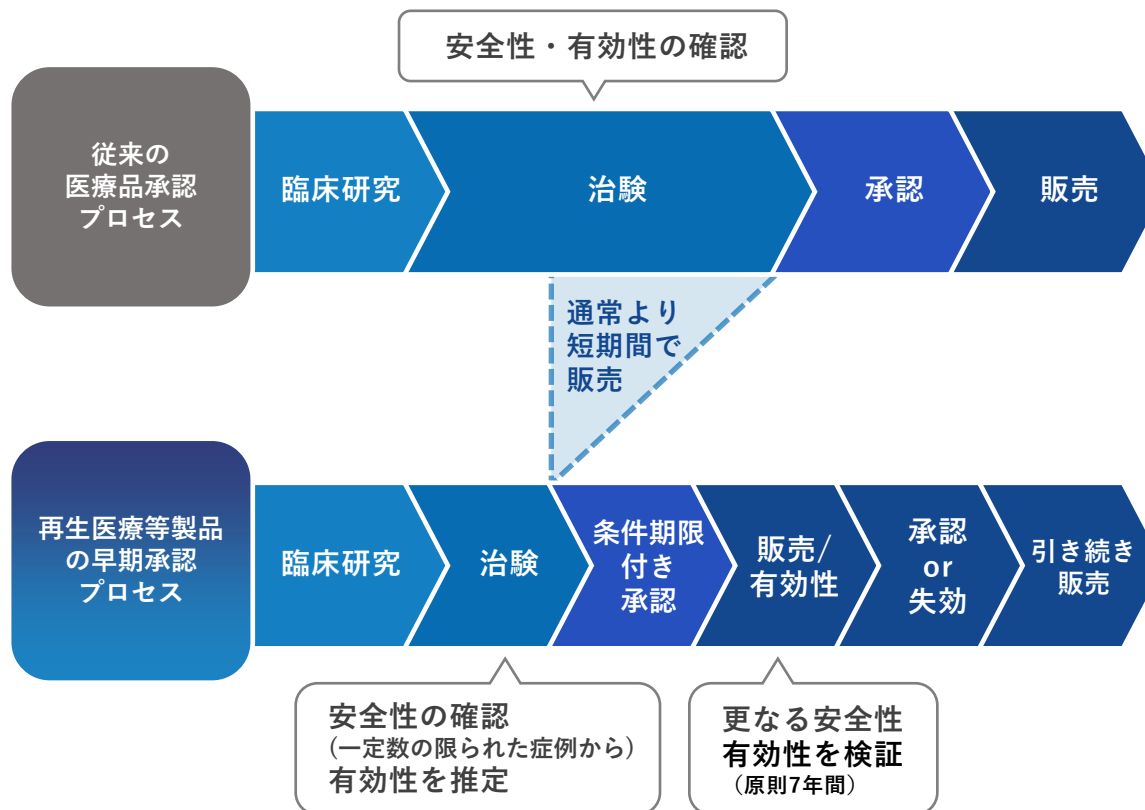 安全性・有効性の確認
従来の
医療品承認
プロセス
臨床研究
治験
承認
販売
通常より
短期間で
販売
再生医療等製品
の早期承認
プロセス
臨床研究
治験
条件期限
付き
承認
販売/
有効性
承認
or
失効
引き続き
販売
安全性の確認
(一定数の限られた症例から)
有効性を推定
更なる安全性
有効性を検証
(原則7年間)